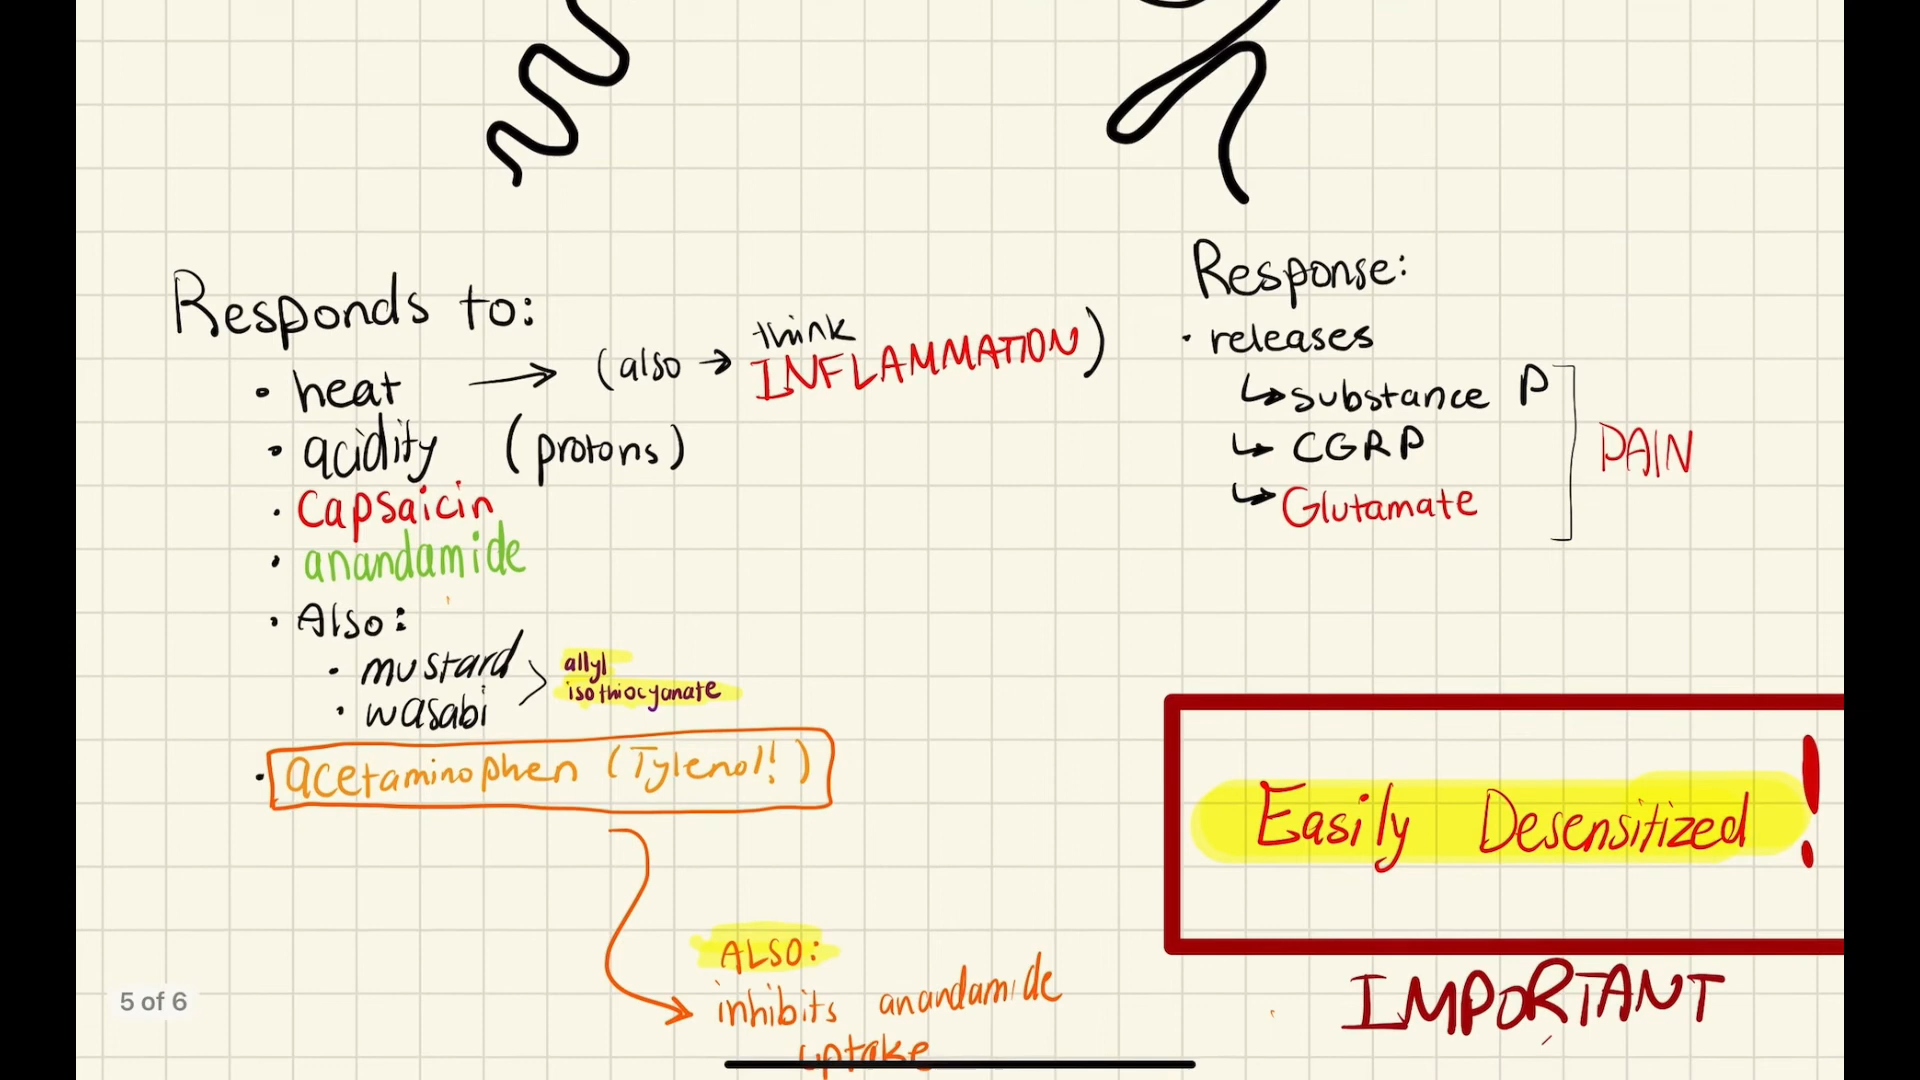 Responds to:
• heat → (also → think INFLAMMATION)
• acidity (protons)
• Capsaicin
• anandamide
• Also:
• mustard
• wasabi
allyl
isothiocyanate
• acetaminophen (Tylenol!)
ALSO:
inhibits anandamide
uptake
Response:
• releases
↳ substance P
↳ CGRP
↳ Glutamate
PAIN
Easily Desensitized!
IMPORTANT
5 of 6